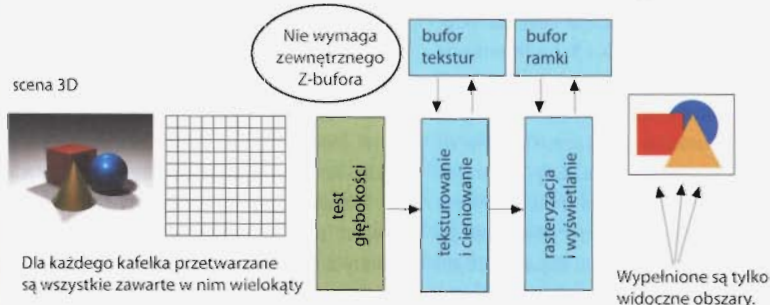 Nie wymaga
zewnętrznego
Z-bufora
bufor
tekstur
bufor
ramki
scena 3D
test
głębokości
teksturowanie
i cieniowanie
rasteryzacja
i wyświetlanie
Dla każdego kafelka przetwarzane
są wszystkie zawarte w nim wielokąty
Wypełnione są tylko
widoczne obszary.